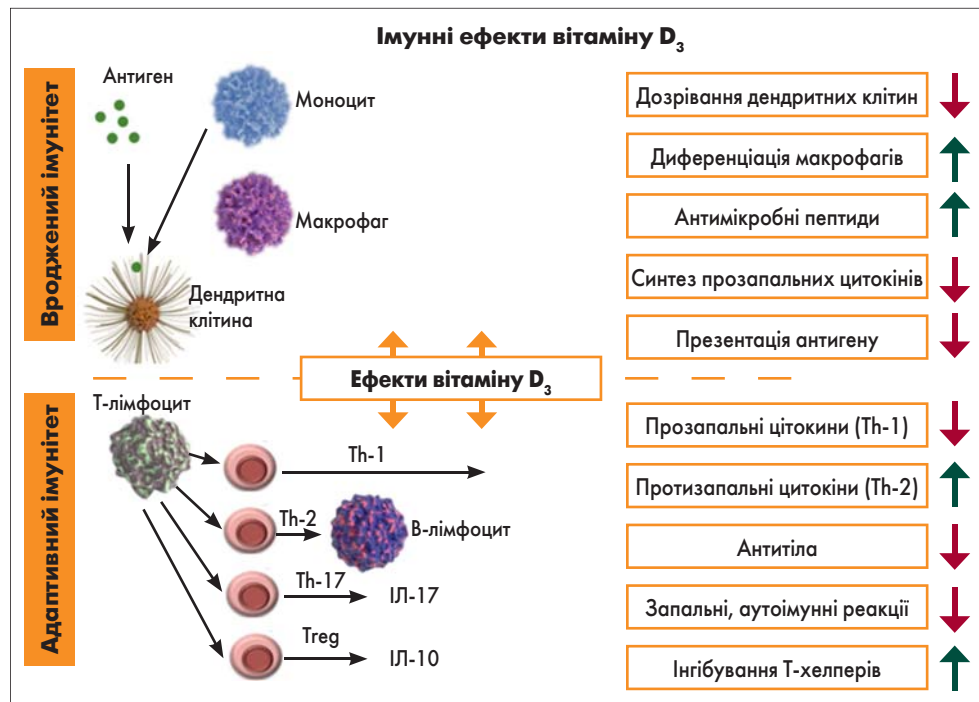 Імунні ефекти вітаміну D₃
Вроджений імунітет
Антиген
Моноцит
Макрофаг
Дендритна
клітина
Дозрівання дендритних клітин
Диференціація макрофагів
Антимікробні пептиди
Синтез прозапальних цитокінів
Презентація антигену
Ефекти вітаміну D₃
Адаптивний імунітет
Т-лімфоцит
Th-1
Th-2
В-лімфоцит
Th-17
ІЛ-17
Treg
ІЛ-10
Прозапальні цітокини (Th-1)
Протизапальні цитокіни (Th-2)
Антитіла
Запальні, аутоімунні реакції
Інгібування Т-хелперів